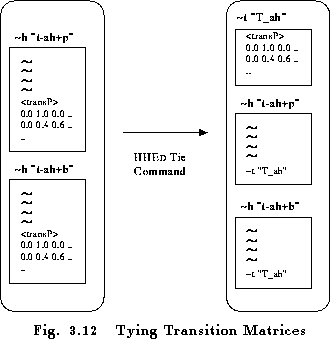 ~h "t-ah+p"
~
~
~
~
<transP>
0.0 1.0 0.0 ..
0.0 0.4 0.6 ..
..
~h "t-ah+b"
~
~
~
~
<transP>
0.0 1.0 0.0 ..
0.0 0.4 0.6 ..
..
HHED Tie
Command
~t "T_ah"
<transP>
0.0 1.0 0.0 ..
0.0 0.4 0.6 ..
..
~h "t-ah+p"
~
~
~
~
~t "T_ah"
~h "t-ah+b"
~
~
~
~
~t "T_ah"
Fig. 3.12 Tying Transition Matrices